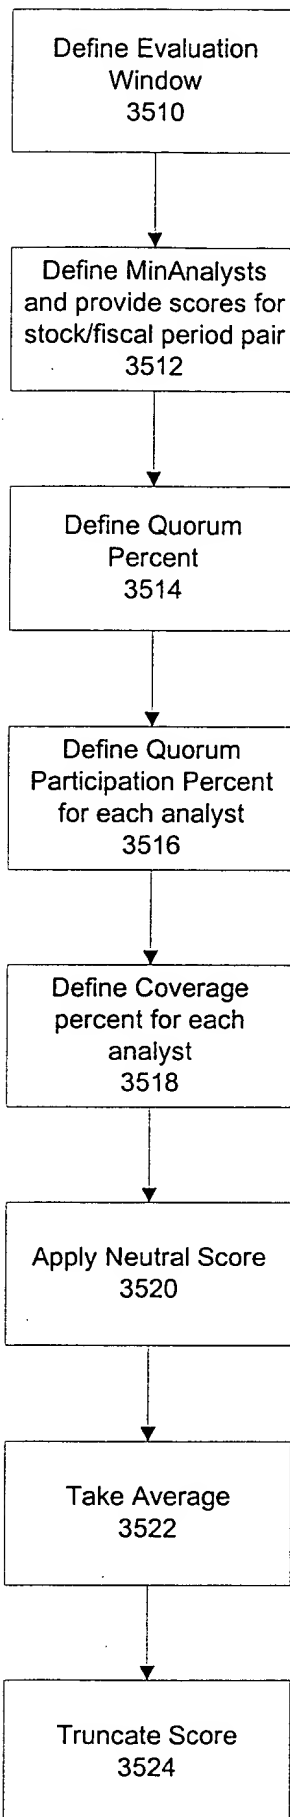 Define Evaluation
Window
3510
Define MinAnalysts
and provide scores for
stock/fiscal period pair
3512
Define Quorum
Percent
3514
Define Quorum
Participation Percent
for each analyst
3516
Define Coverage
percent for each
analyst
3518
Apply Neutral Score
3520
Take Average
3522
Truncate Score
3524